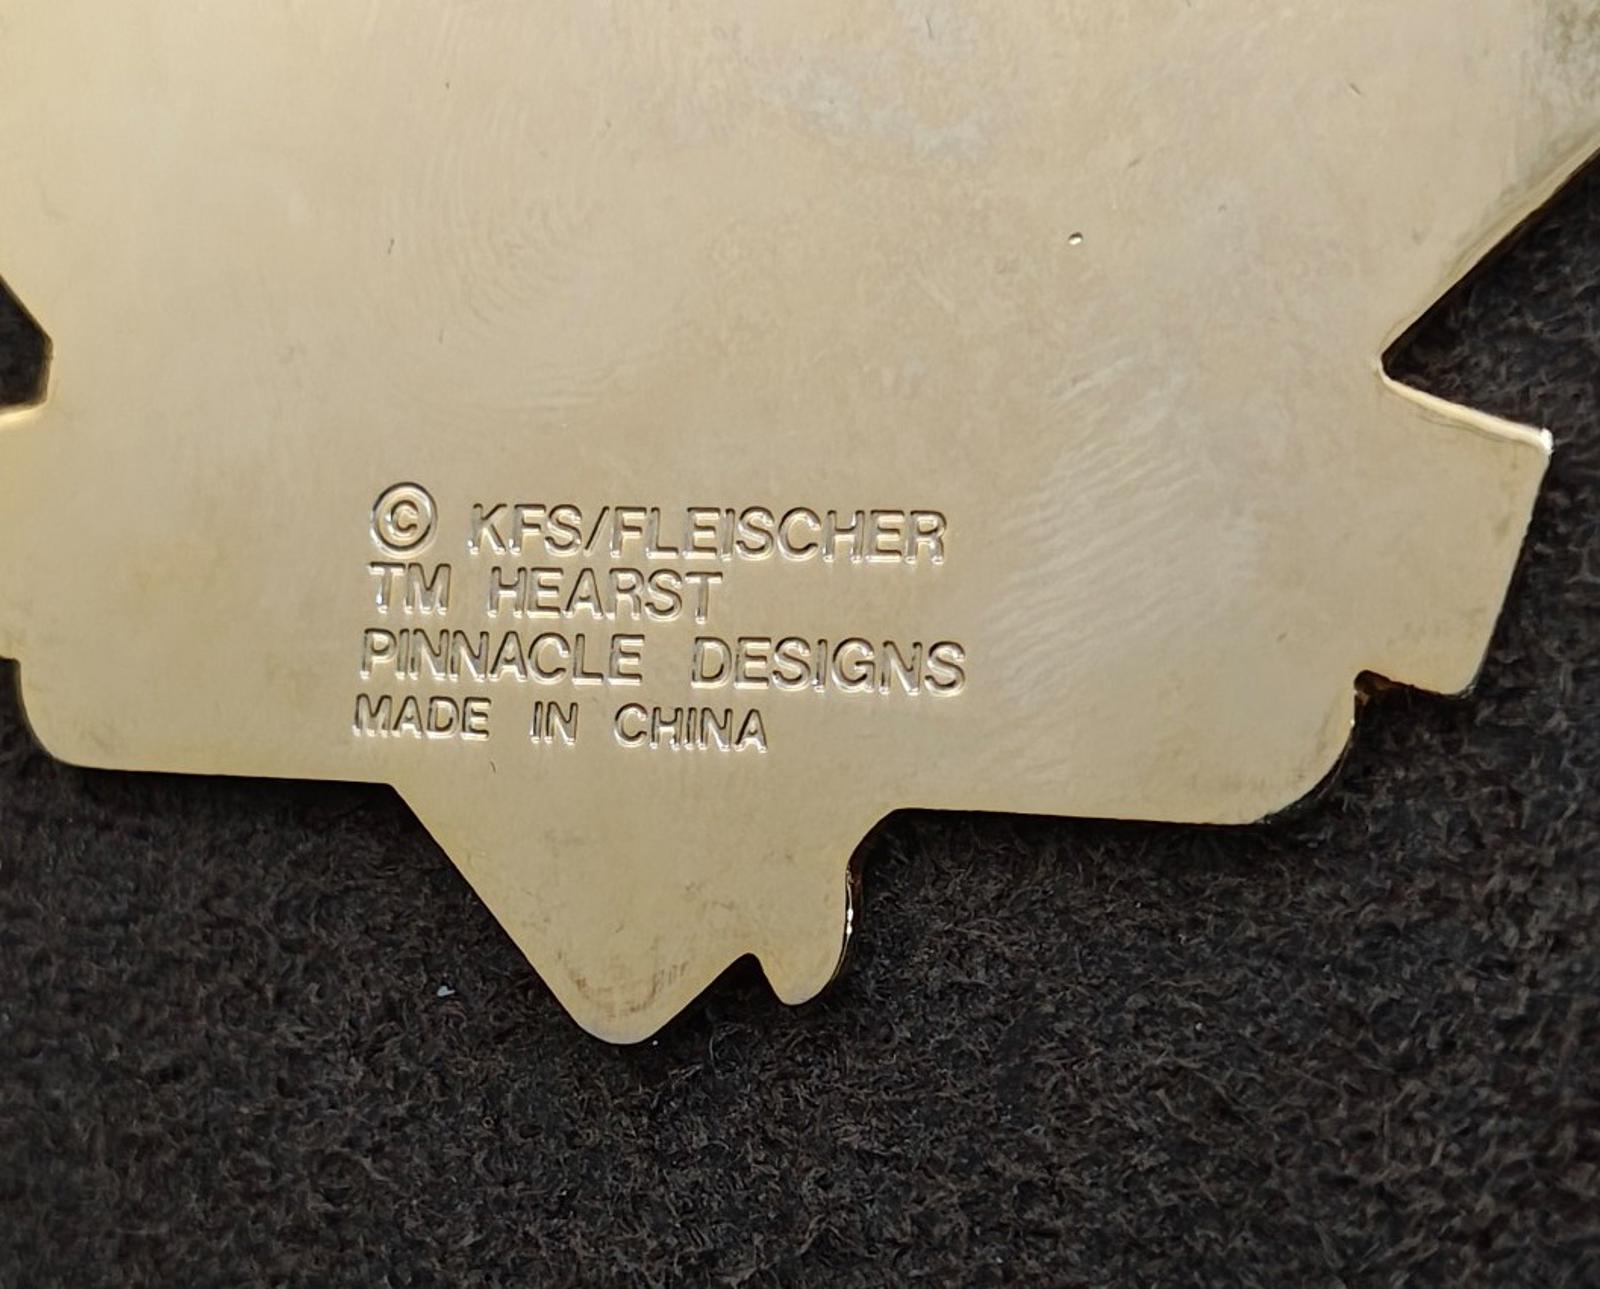 © KFS/FLEISCHER
TM HEARST
PINNACLE DESIGNS
MADE IN CHINA